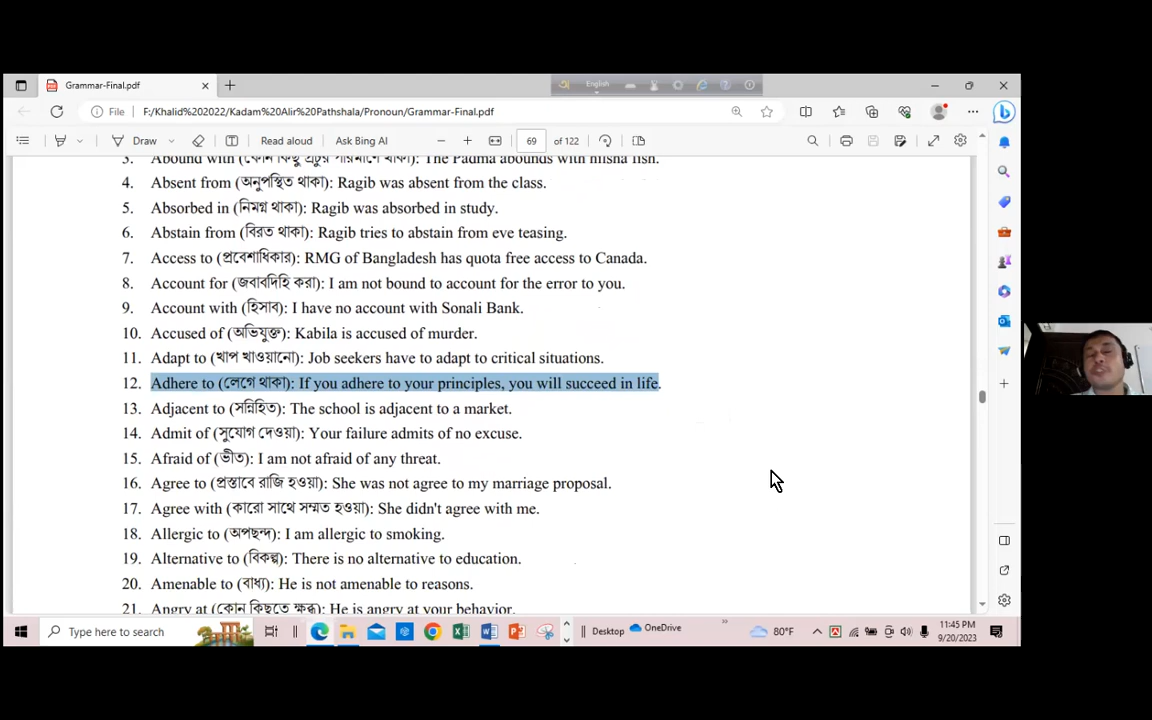 Grammar-Final.pdf
English
File F:/Khalid%202022/Kadam%20Alir%20Pathshala/Pronoun/Grammar-Final.pdf
Draw Read aloud Ask Bing AI 69 of 122
3. Abound with (কোন কিছু প্রচুর পরিমাণে থাকা): The Padma abounds with hilsha fish.
4. Absent from (অনুপস্থিত থাকা): Ragib was absent from the class.
5. Absorbed in (নিমগ্ন থাকা): Ragib was absorbed in study.
6. Abstain from (বিরত থাকা): Ragib tries to abstain from eve teasing.
7. Access to (প্রবেশাধিকার): RMG of Bangladesh has quota free access to Canada.
8. Account for (জবাবদিহি করা): I am not bound to account for the error to you.
9. Account with (হিসাব): I have no account with Sonali Bank.
10. Accused of (অভিযুক্ত): Kabila is accused of murder.
11. Adapt to (খাপ খাওয়ানো): Job seekers have to adapt to critical situations.
12. Adhere to (লেগে থাকা): If you adhere to your principles, you will succeed in life.
13. Adjacent to (সন্নিহিত): The school is adjacent to a market.
14. Admit of (সুযোগ দেওয়া): Your failure admits of no excuse.
15. Afraid of (ভীত): I am not afraid of any threat.
16. Agree to (প্রস্তাবে রাজি হওয়া): She was not agree to my marriage proposal.
17. Agree with (কারো সাথে সম্মত হওয়া): She didn't agree with me.
18. Allergic to (অপছন্দ): I am allergic to smoking.
19. Alternative to (বিকল্প): There is no alternative to education.
20. Amenable to (বাধ্য): He is not amenable to reasons.
21. Angry at (কোন কিছুতে ক্ষুব্ধ): He is angry at your behavior.
Type here to search Desktop OneDrive 80°F 11:45 PM
9/20/2023